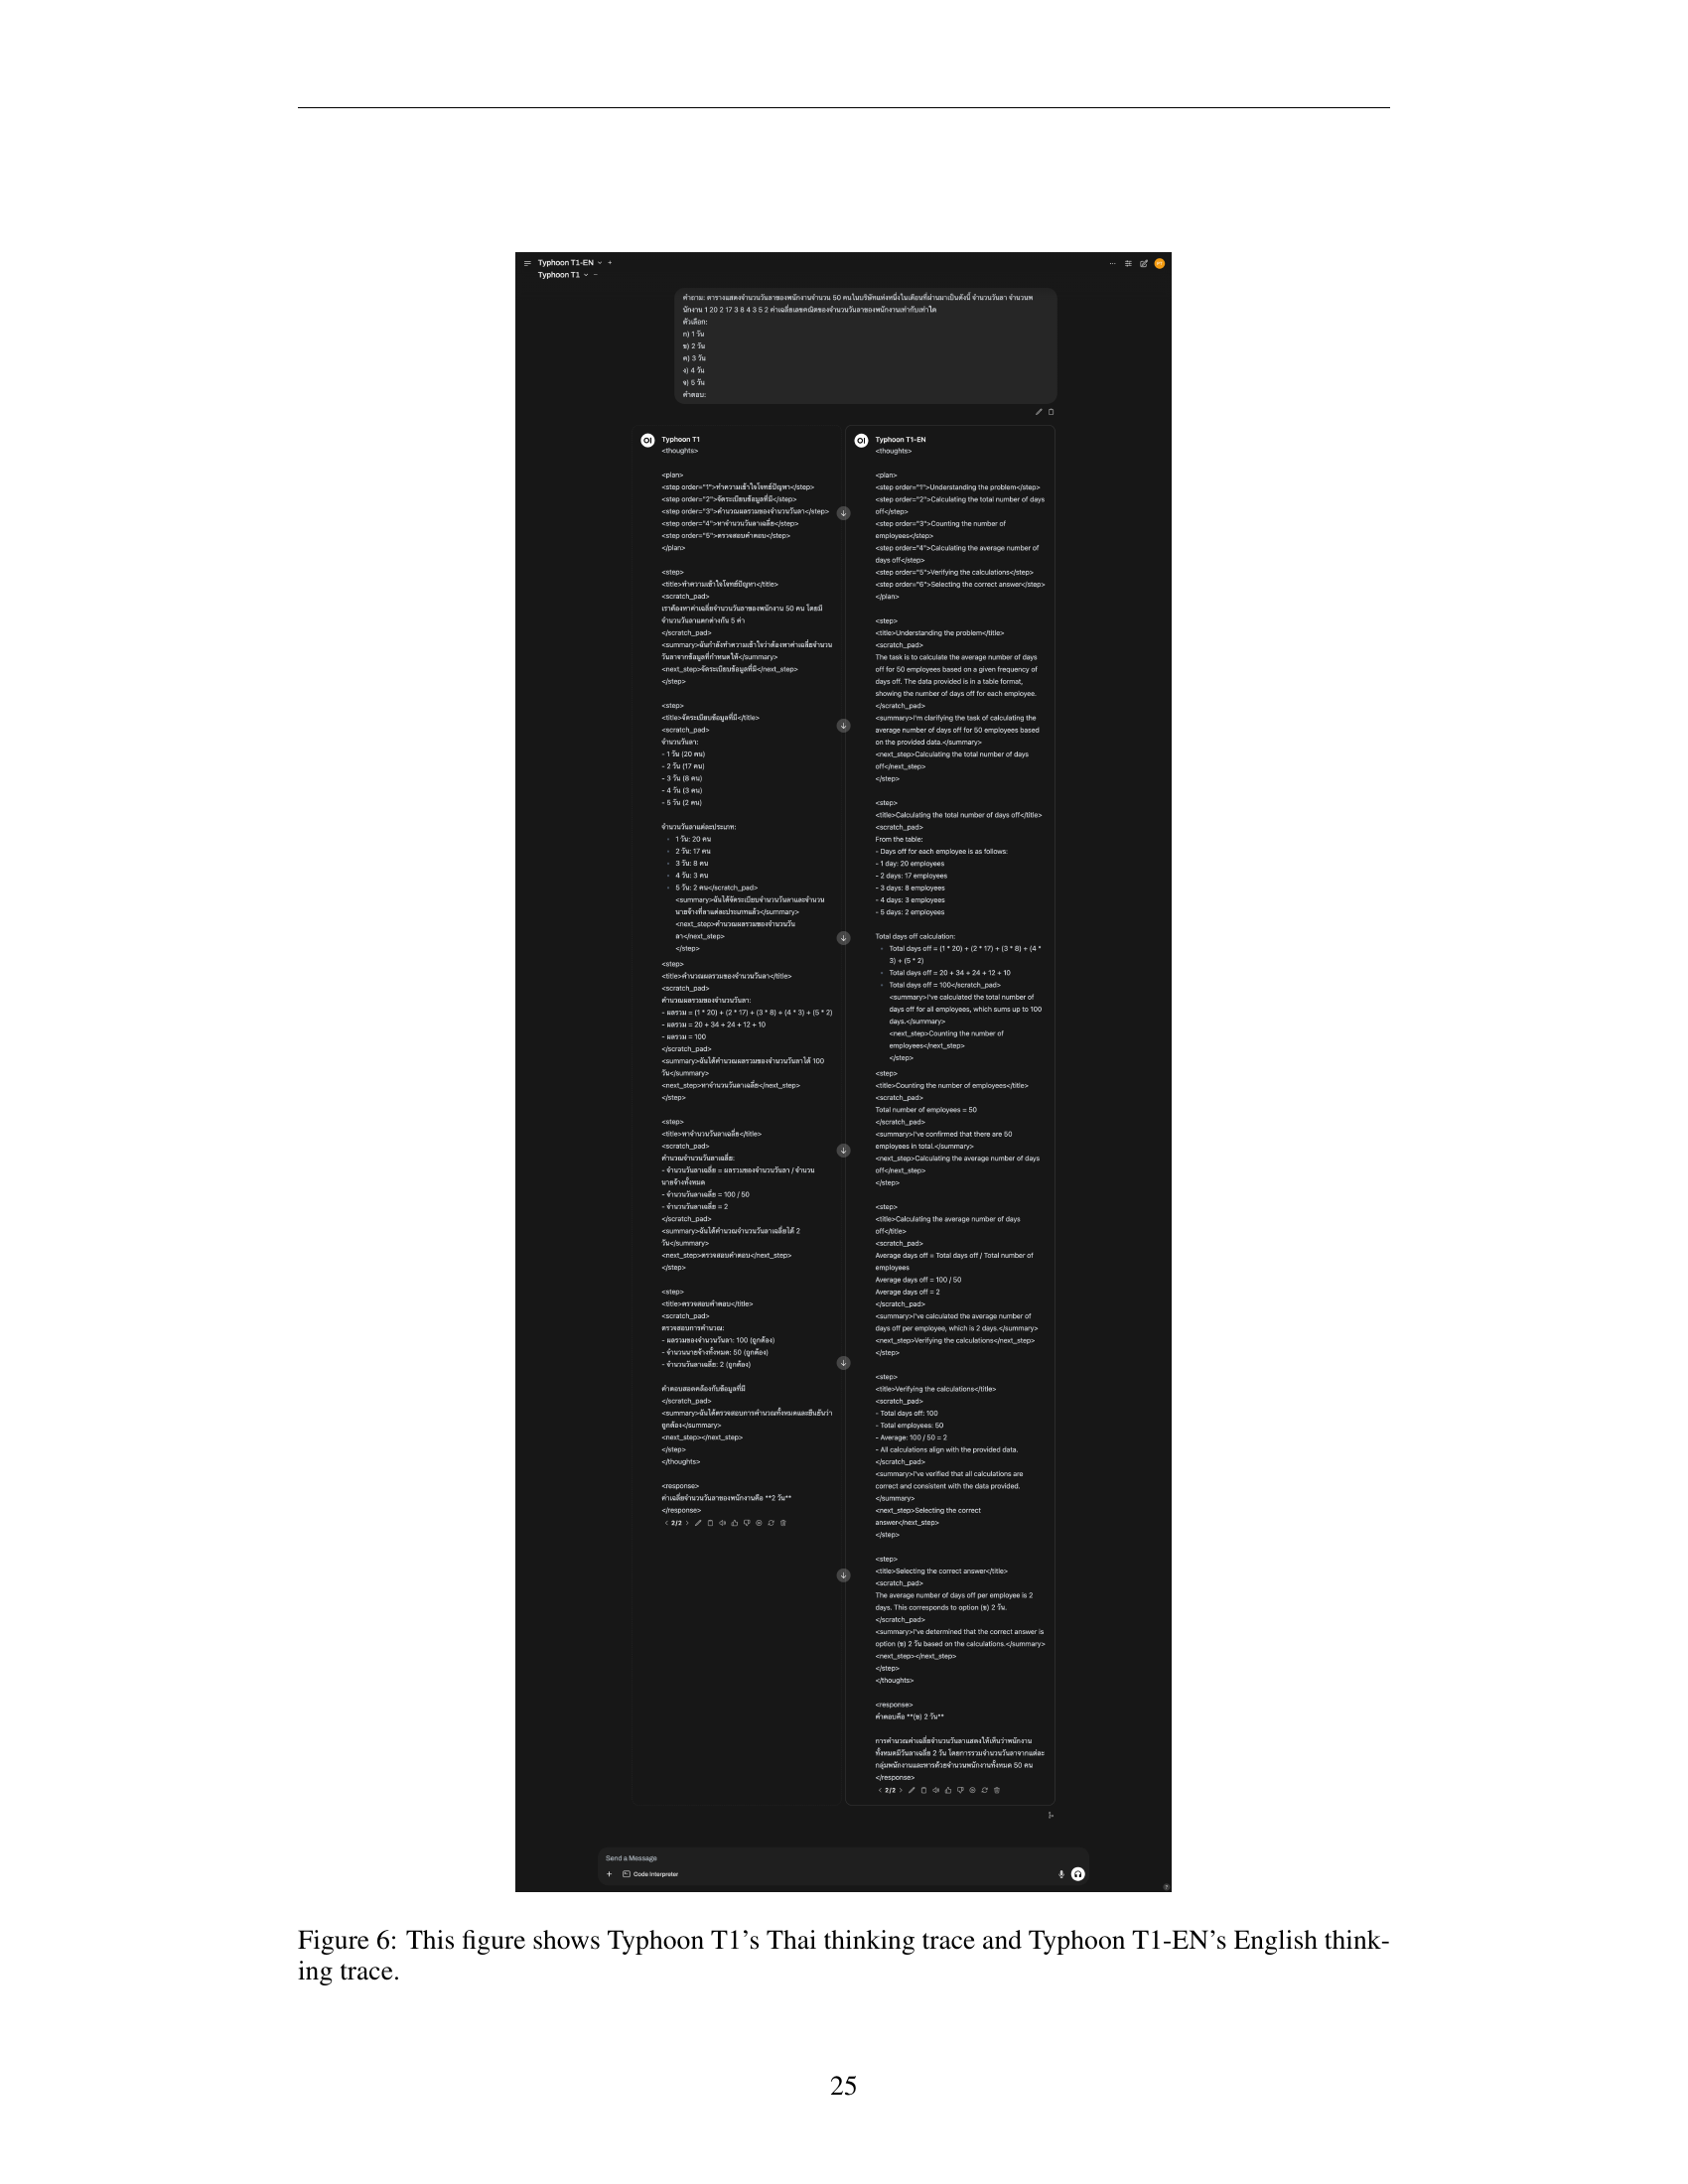 Typhoon T1-EN
Typhoon T1
คำถาม: ตารางแสดงจำนวนวันลาของพนักงานจำนวน 50 คนในบริษัทแห่งหนึ่งในเดือนที่ผ่านมาเป็นดังนี้ จำนวนวันลา จำนวนพ
นักงาน 1 20 2 17 3 8 4 3 5 2 ค่าเฉลี่ยเลขคณิตของจำนวนวันลาของพนักงานเท่ากับเท่าใด
ตัวเลือก:
ก) 1 วัน
ข) 2 วัน
ค) 3 วัน
ง) 4 วัน
จ) 5 วัน
คำตอบ:
Typhoon T1
<thoughts>
<plan>
<step order="1">ทำความเข้าใจโจทย์ปัญหา</step>
<step order="2">จัดระเบียบข้อมูลที่มี</step>
<step order="3">คำนวณผลรวมของจำนวนวันลา</step>
<step order="4">หาจำนวนวันลาเฉลี่ย</step>
<step order="5">ตรวจสอบคำตอบ</step>
</plan>
<step>
<title>ทำความเข้าใจโจทย์ปัญหา</title>
<scratch_pad>
เราต้องหาค่าเฉลี่ยจำนวนวันลาของพนักงาน 50 คน โดยมี
จำนวนวันลาแตกต่างกัน 5 ค่า
</scratch_pad>
<summary>ฉันกำลังทำความเข้าใจว่าต้องหาค่าเฉลี่ยจำนวน
วันลาจากข้อมูลที่กำหนดให้</summary>
<next_step>จัดระเบียบข้อมูลที่มี</next_step>
</step>
<step>
<title>จัดระเบียบข้อมูลที่มี</title>
<scratch_pad>
จำนวนวันลา:
- 1 วัน (20 คน)
- 2 วัน (17 คน)
- 3 วัน (8 คน)
- 4 วัน (3 คน)
- 5 วัน (2 คน)
จำนวนวันลาแต่ละประเภท:
◦ 1 วัน: 20 คน
◦ 2 วัน: 17 คน
◦ 3 วัน: 8 คน
◦ 4 วัน: 3 คน
◦ 5 วัน: 2 คน</scratch_pad>
<summary>ฉันได้จัดระเบียบจำนวนวันลาและจำนวน
นายจ้างที่ลาแต่ละประเภทแล้ว</summary>
<next_step>คำนวณผลรวมของจำนวนวัน
ลา</next_step>
</step>
<step>
<title>คำนวณผลรวมของจำนวนวันลา</title>
<scratch_pad>
คำนวณผลรวมของจำนวนวันลา:
- ผลรวม = (1 * 20) + (2 * 17) + (3 * 8) + (4 * 3) + (5 * 2)
- ผลรวม = 20 + 34 + 24 + 12 + 10
- ผลรวม = 100
</scratch_pad>
<summary>ฉันได้คำนวณผลรวมของจำนวนวันลาได้ 100
วัน</summary>
<next_step>หาจำนวนวันลาเฉลี่ย</next_step>
</step>
<step>
<title>หาจำนวนวันลาเฉลี่ย</title>
<scratch_pad>
คำนวณจำนวนวันลาเฉลี่ย:
- จำนวนวันลาเฉลี่ย = ผลรวมของจำนวนวันลา / จำนวน
นายจ้างทั้งหมด
- จำนวนวันลาเฉลี่ย = 100 / 50
- จำนวนวันลาเฉลี่ย = 2
</scratch_pad>
<summary>ฉันได้คำนวณจำนวนวันลาเฉลี่ยได้ 2
วัน</summary>
<next_step>ตรวจสอบคำตอบ</next_step>
</step>
<step>
<title>ตรวจสอบคำตอบ</title>
<scratch_pad>
ตรวจสอบการคำนวณ:
- ผลรวมของจำนวนวันลา: 100 (ถูกต้อง)
- จำนวนนายจ้างทั้งหมด: 50 (ถูกต้อง)
- จำนวนวันลาเฉลี่ย: 2 (ถูกต้อง)
คำตอบสอดคล้องกับข้อมูลที่มี
</scratch_pad>
<summary>ฉันได้ตรวจสอบการคำนวณทั้งหมดและยืนยันว่า
ถูกต้อง</summary>
<next_step></next_step>
</step>
</thoughts>
<response>
ค่าเฉลี่ยจำนวนวันลาของพนักงานคือ **2 วัน**
</response>
2/2
Typhoon T1-EN
<thoughts>
<plan>
<step order="1">Understanding the problem</step>
<step order="2">Calculating the total number of days
off</step>
<step order="3">Counting the number of
employees</step>
<step order="4">Calculating the average number of
days off</step>
<step order="5">Verifying the calculations</step>
<step order="6">Selecting the correct answer</step>
</plan>
<step>
<title>Understanding the problem</title>
<scratch_pad>
The task is to calculate the average number of days
off for 50 employees based on a given frequency of
days off. The data provided is in a table format,
showing the number of days off for each employee.
</scratch_pad>
<summary>I'm clarifying the task of calculating the
average number of days off for 50 employees based
on the provided data.</summary>
<next_step>Calculating the total number of days
off</next_step>
</step>
<step>
<title>Calculating the total number of days off</title>
<scratch_pad>
From the table:
- Days off for each employee is as follows:
- 1 day: 20 employees
- 2 days: 17 employees
- 3 days: 8 employees
- 4 days: 3 employees
- 5 days: 2 employees
Total days off calculation:
◦ Total days off = (1 * 20) + (2 * 17) + (3 * 8) + (4 *
3) + (5 * 2)
◦ Total days off = 20 + 34 + 24 + 12 + 10
◦ Total days off = 100</scratch_pad>
<summary>I've calculated the total number of
days off for all employees, which sums up to 100
days.</summary>
<next_step>Counting the number of
employees</next_step>
</step>
<step>
<title>Counting the number of employees</title>
<scratch_pad>
Total number of employees = 50
</scratch_pad>
<summary>I've confirmed that there are 50
employees in total.</summary>
<next_step>Calculating the average number of days
off</next_step>
</step>
<step>
<title>Calculating the average number of days
off</title>
<scratch_pad>
Average days off = Total days off / Total number of
employees
Average days off = 100 / 50
Average days off = 2
</scratch_pad>
<summary>I've calculated the average number of
days off per employee, which is 2 days.</summary>
<next_step>Verifying the calculations</next_step>
</step>
<step>
<title>Verifying the calculations</title>
<scratch_pad>
- Total days off: 100
- Total employees: 50
- Average: 100 / 50 = 2
- All calculations align with the provided data.
</scratch_pad>
<summary>I've verified that all calculations are
correct and consistent with the data provided.
</summary>
<next_step>Selecting the correct
answer</next_step>
</step>
<step>
<title>Selecting the correct answer</title>
<scratch_pad>
The average number of days off per employee is 2
days. This corresponds to option (ข) 2 วัน.
</scratch_pad>
<summary>I've determined that the correct answer is
option (ข) 2 วัน based on the calculations.</summary>
<next_step></next_step>
</step>
</thoughts>
<response>
คำตอบคือ **(ข) 2 วัน**
การคำนวณค่าเฉลี่ยจำนวนวันลาแสดงให้เห็นว่าพนักงาน
ทั้งหมดมีวันลาเฉลี่ย 2 วัน โดยการรวมจำนวนวันลาจากแต่ละ
กลุ่มพนักงานและหารด้วยจำนวนพนักงานทั้งหมด 50 คน
</response>
2/2
Send a Message
Code Interpreter
Figure 6: This figure shows Typhoon T1's Thai thinking trace and Typhoon T1-EN's English think-
ing trace.
25